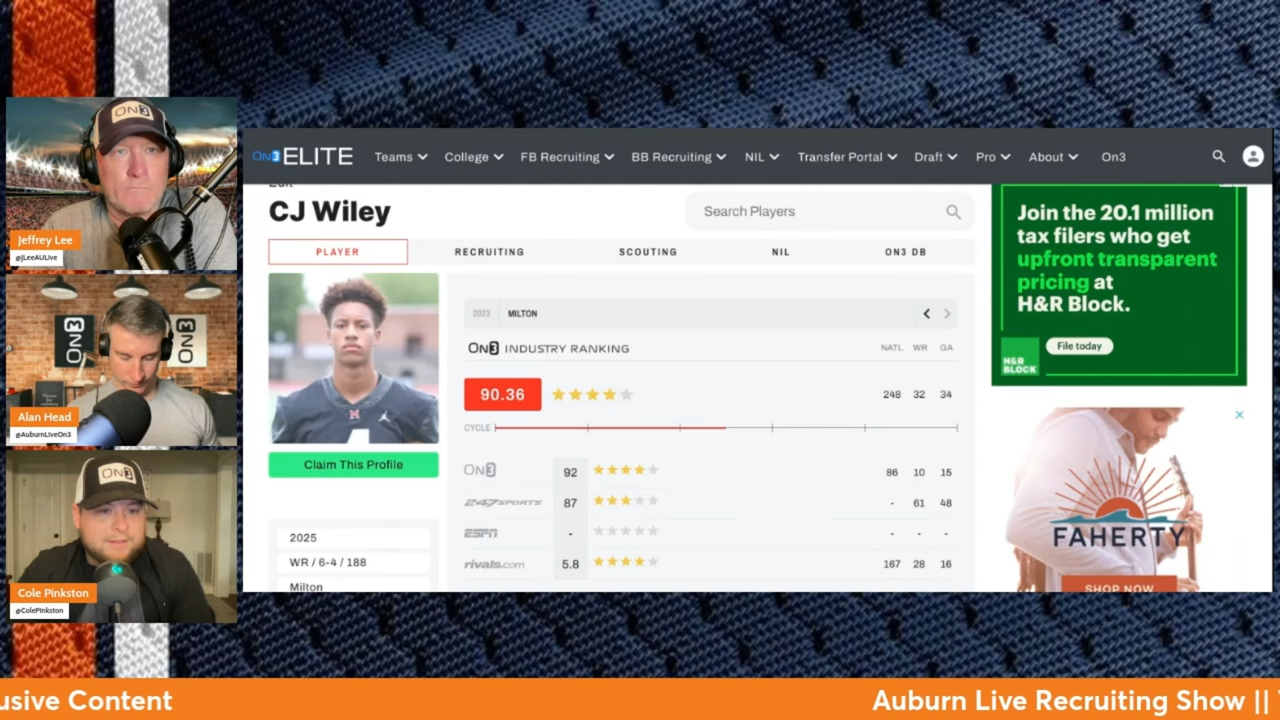 ON3
Jeffrey Lee
@JLeeAULive
ON3
ON3
Alan Head
@AuburnLiveOn3
ON3
Cole Pinkston
@ColePinkston
ON3 ELITE
Teams
College
FB Recruiting
BB Recruiting
NIL
Transfer Portal
Draft
Pro
About
On3
CJ Wiley
Search Players
PLAYER
RECRUITING
SCOUTING
NIL
ON3 DB
Claim This Profile
2025
WR / 6-4 / 188
Milton
2023 MILTON
ON3 INDUSTRY RANKING
NATL. WR GA
90.36 248 32 34
CYCLE
ON3 92 86 10 15
247SPORTS 87 - 61 48
ESPN - - - -
rivals.com 5.8 167 28 16
Join the 20.1 million
tax filers who get
upfront transparent
pricing at
H&R Block.
H&R
BLOCK
File today
FAHERTY
SHOP NOW
usive Content
Auburn Live Recruiting Show ||